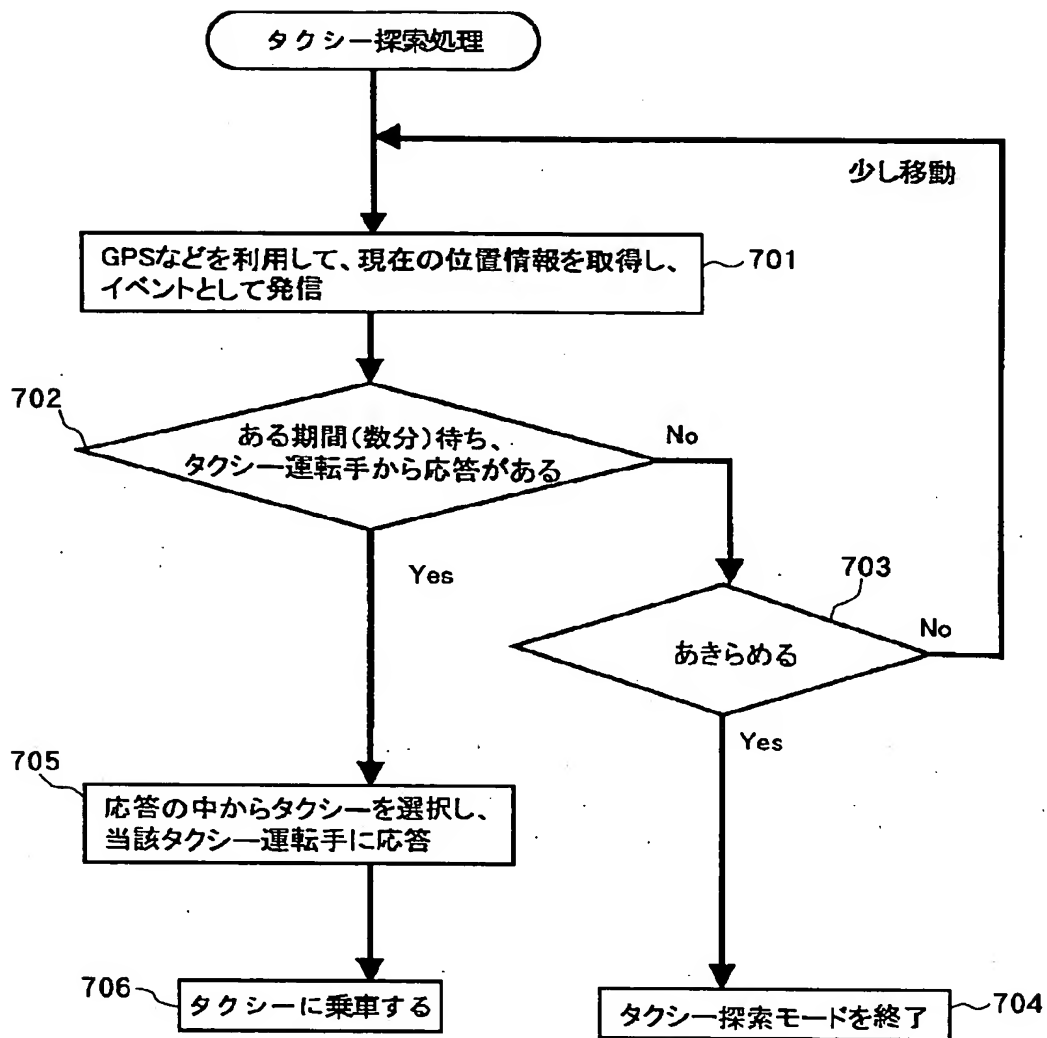 タクシー探索処理
少し移動
GPSなどを利用して、現在の位置情報を取得し、
イベントとして発信
701
702
ある期間(数分)待ち、
タクシー運転手から応答がある
No
Yes
703
あきらめる
No
Yes
705
応答の中からタクシーを選択し、
当該タクシー運転手に応答
706
タクシーに乗車する
タクシー探索モードを終了
704